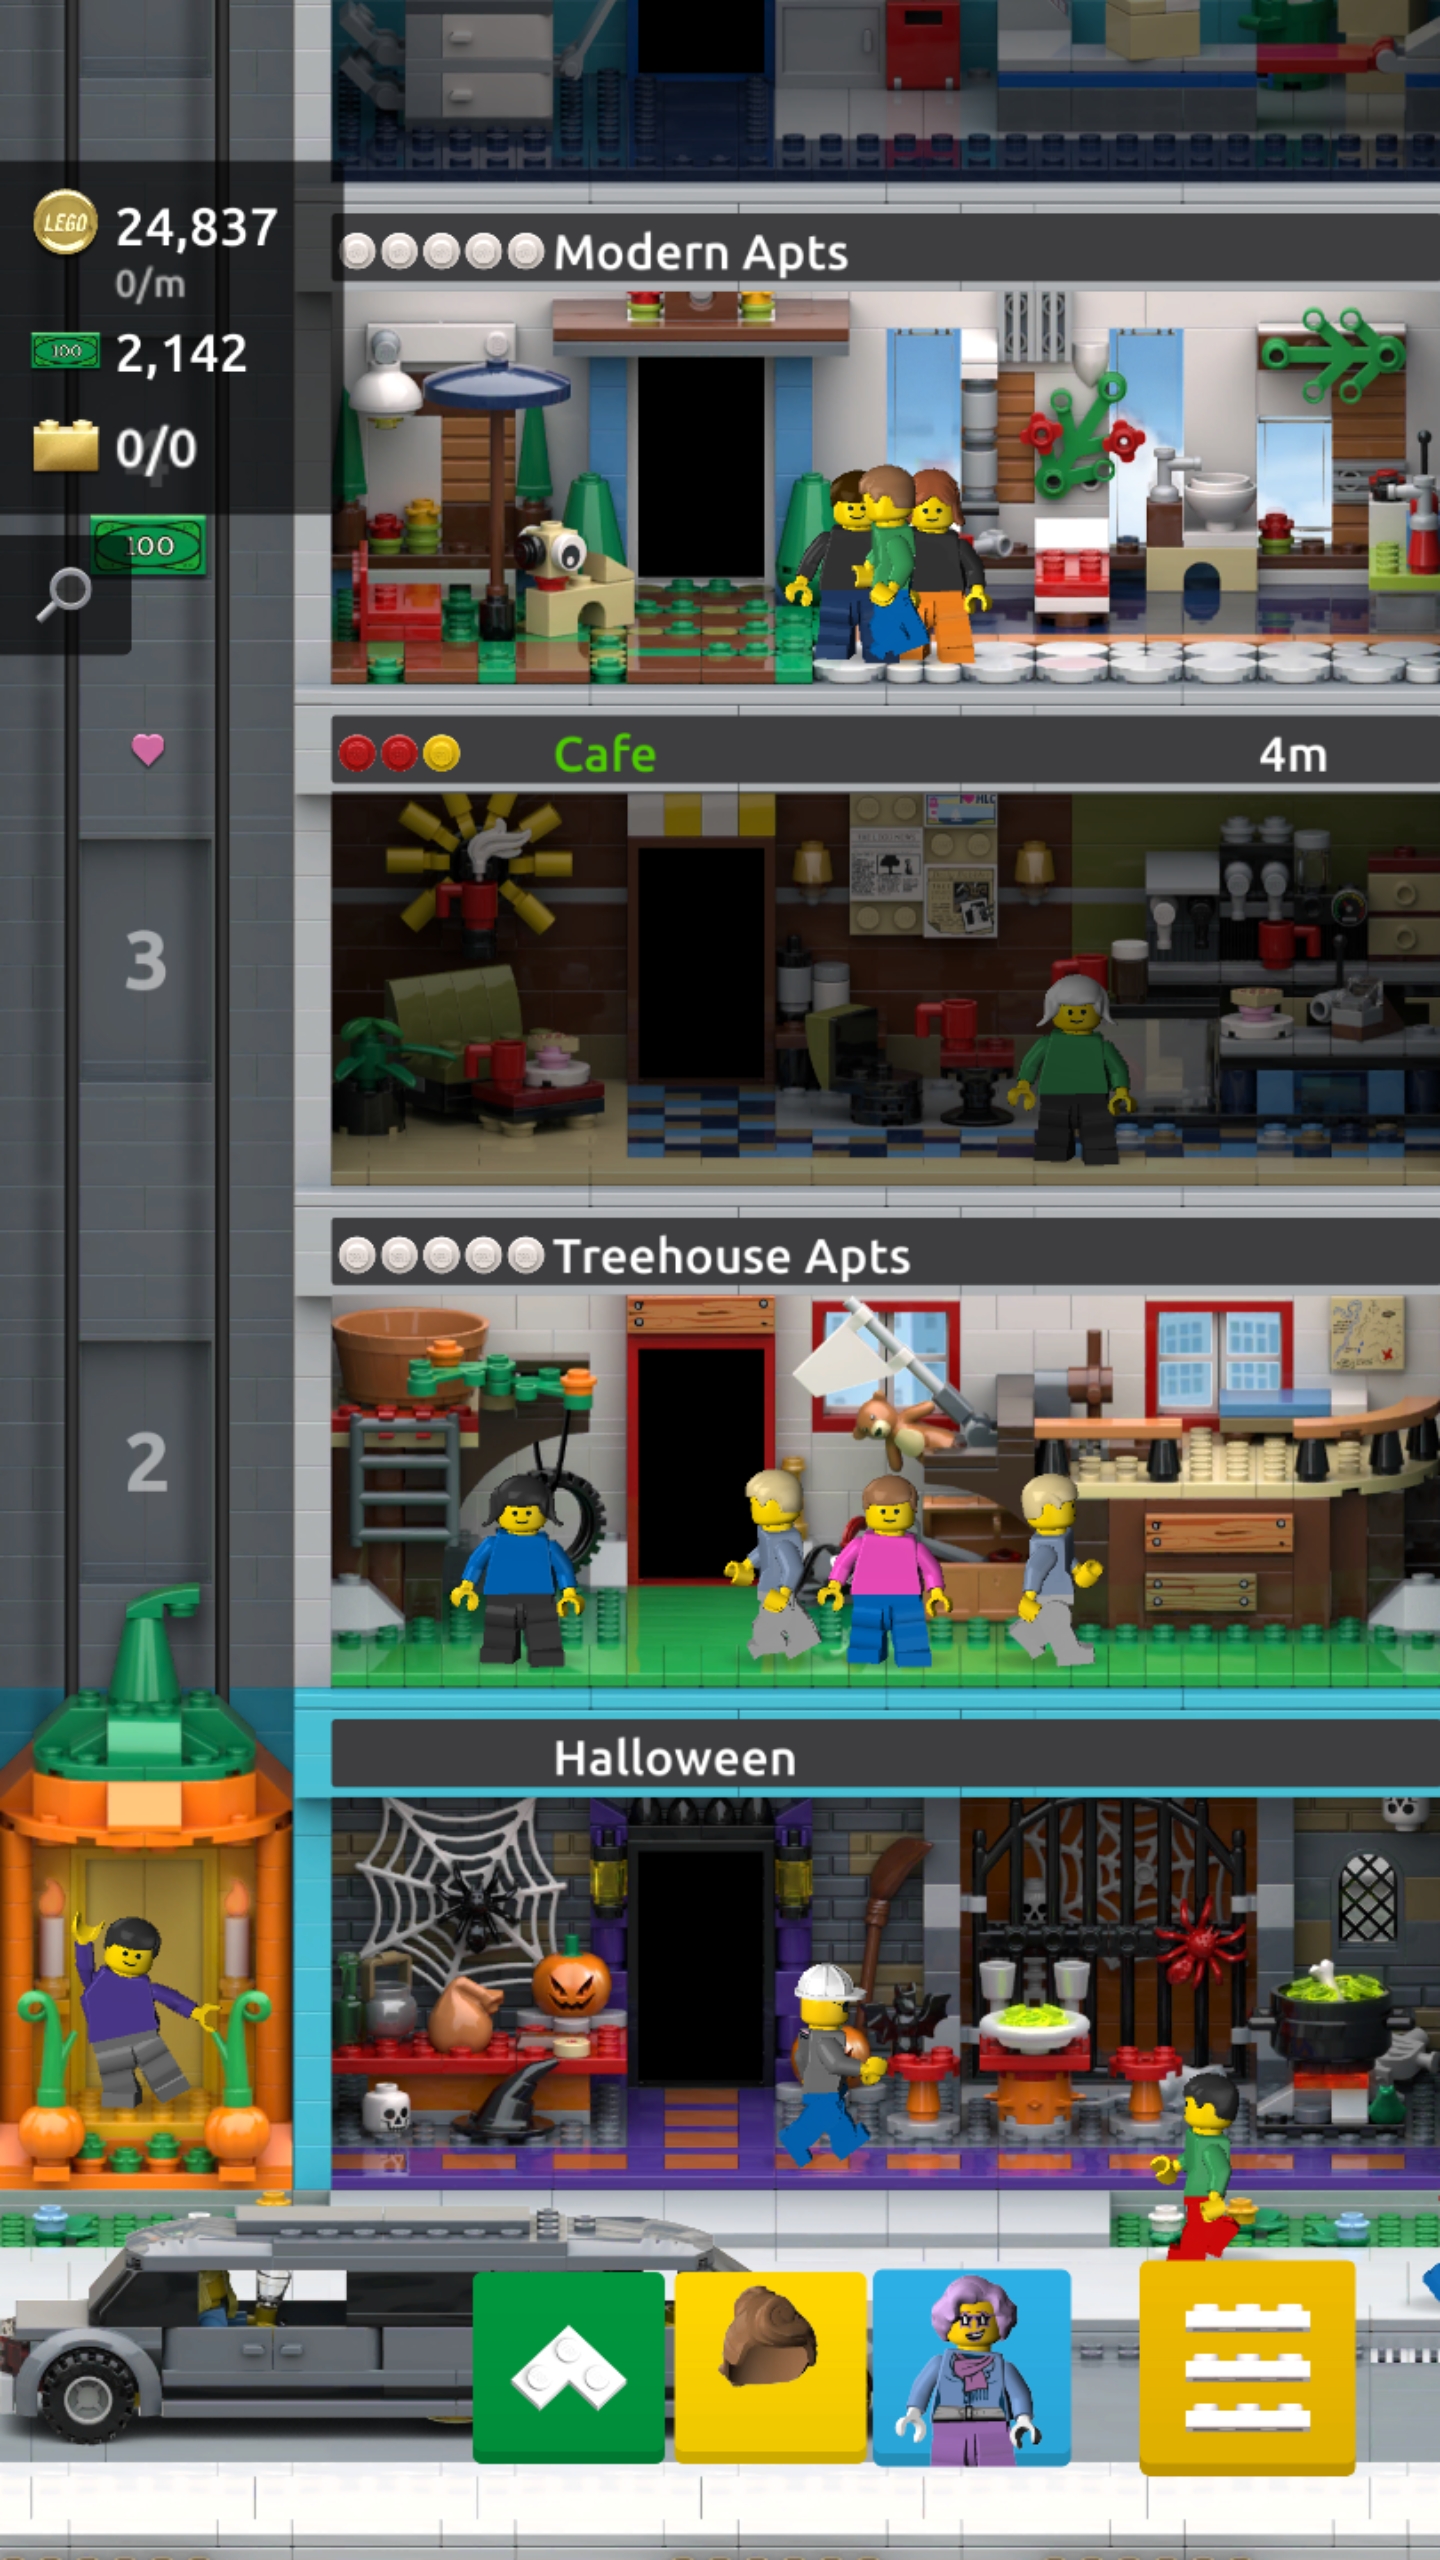 LEGO 24,837
0/m
100 2,142
0/0
100
Modern Apts
Cafe 4m
3
Treehouse Apts
2
Halloween